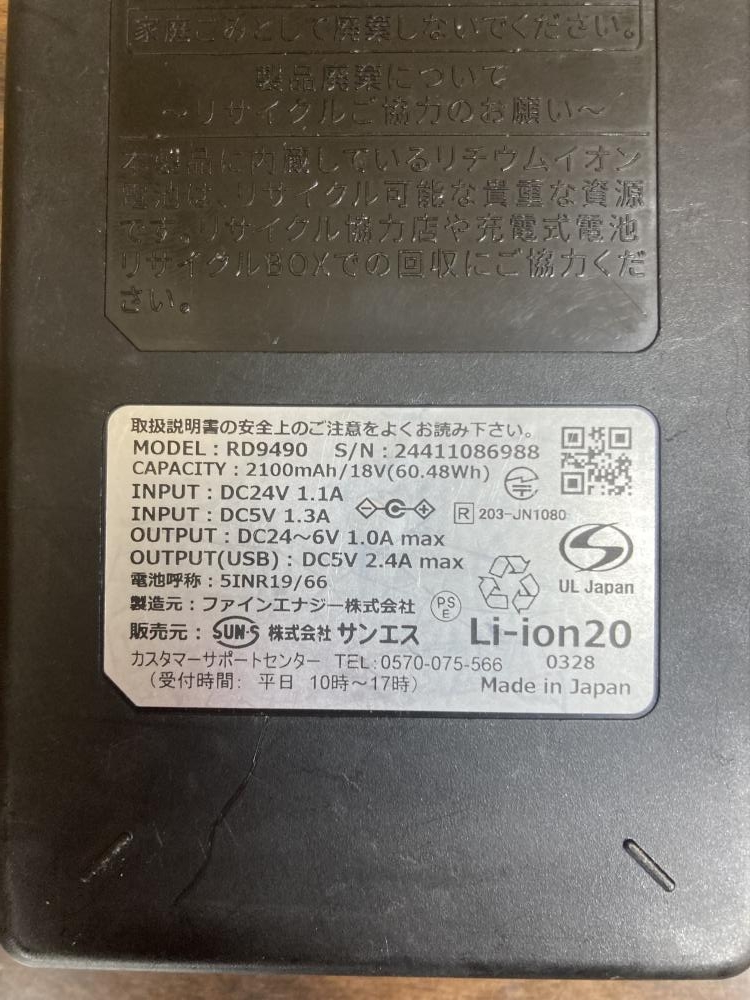 家庭ごみとして廃棄しないでください。
製品廃棄について
～リサイクルご協力のお願い～
本製品に内蔵しているリチウムイオン
電池は、リサイクル可能な貴重な資源
です。リサイクル協力店や充電式電池
リサイクルBOXでの回収にご協力くだ
さい。
取扱説明書の安全上のご注意をよくお読み下さい。
MODEL：RD9490 S/N：24411086988
CAPACITY：2100mAh/18V(60.48Wh)
INPUT：DC24V 1.1A
INPUT：DC5V 1.3A
R 203-JN1080
OUTPUT：DC24～6V 1.0A max
OUTPUT(USB)：DC5V 2.4A max
UL Japan
電池呼称：5INR19/66
製造元：ファインエナジー株式会社
PSE
販売元：SUN・S 株式会社 サンエス
Li-ion20
カスタマーサポートセンター TEL：0570-075-566
0328
（受付時間： 平日 10時～17時）
Made in Japan